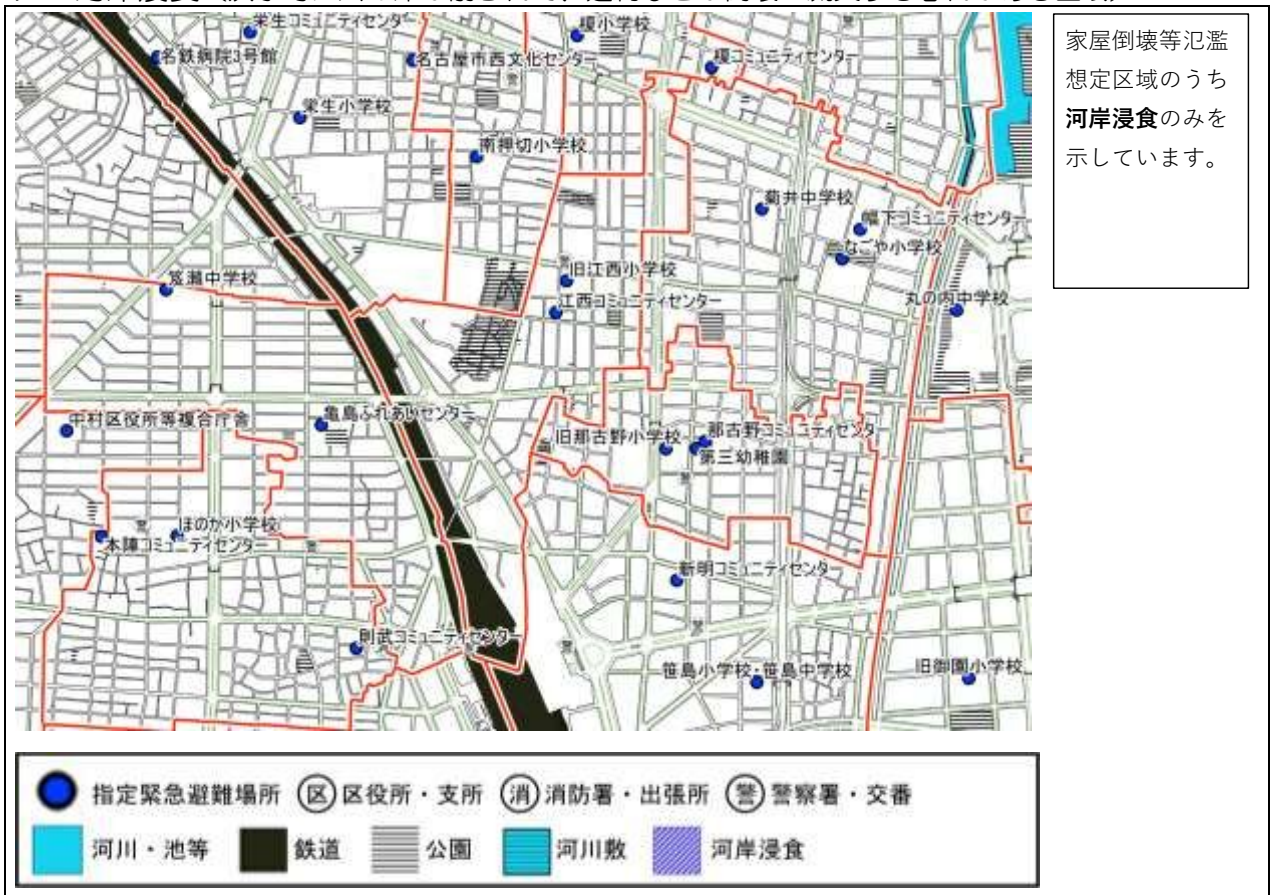 家屋倒壊等氾濫
想定区域のうち
河岸浸食のみを
示しています。
栄生コミュニティセンター
榎小学校
名鉄病院3号館
名古屋市西文化センター
榎コミュニティセンター
栄生小学校
南押切小学校
菊井中学校
幅下コミュニティセンター
なごや小学校
旧江西小学校
笈瀬中学校
江西コミュニティセンター
丸の内中学校
亀島ふれあいセンター
中村区役所等複合庁舎
旧那古野小学校
那古野コミュニティセンタ
第三幼稚園
ほのか小学校
本陣コミュニティセンター
新明コミュニティセンター
則武コミュニティセンター
笹島小学校・笹島中学校
旧御園小学校
指定緊急避難場所 区 区役所・支所 消 消防署・出張所 警 警察署・交番
河川・池等 鉄道 公園 河川敷 河岸浸食